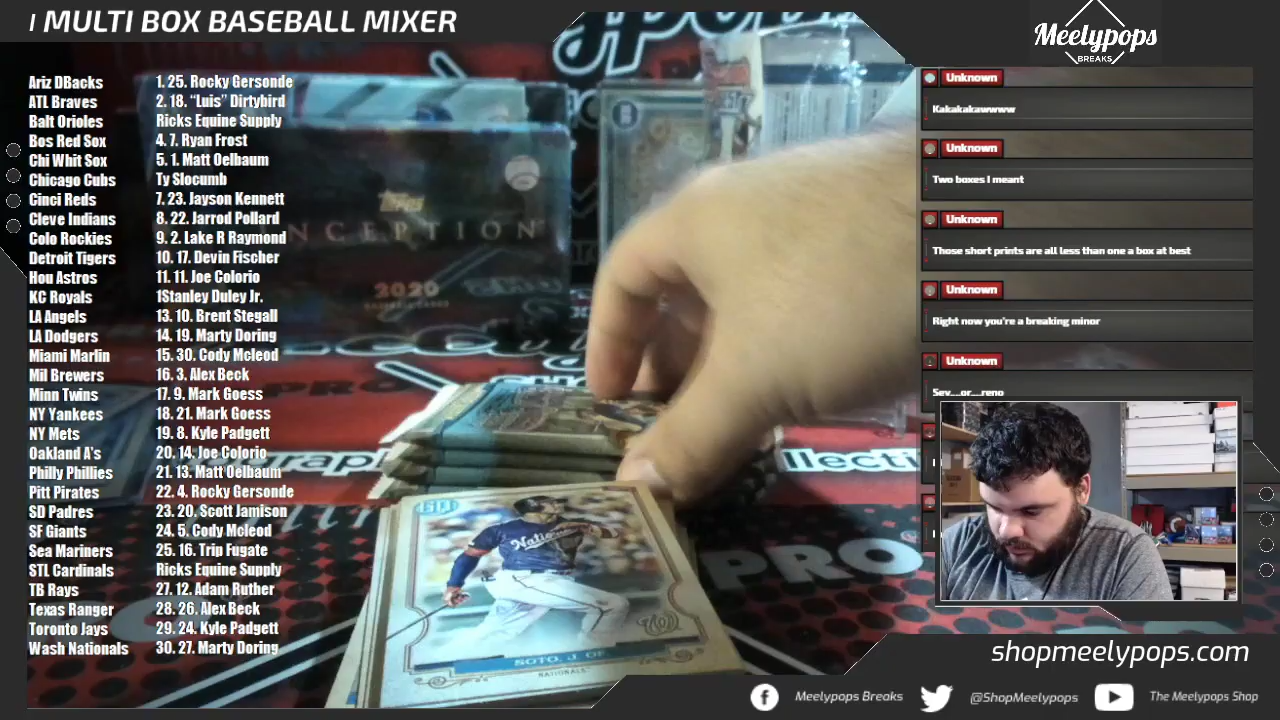 I MULTI BOX BASEBALL MIXER
Meelypops
BREAKS
Ariz DBacks 1. 25. Rocky Gersonde
ATL Braves 2. 18. "Luis" Dirtybird
Balt Orioles Ricks Equine Supply
Bos Red Sox 4. 7. Ryan Frost
Chi Whit Sox 5. 1. Matt Oelbaum
Chicago Cubs Ty Slocumb
Cinci Reds 7. 23. Jayson Kennett
Cleve Indians 8. 22. Jarrod Pollard
Colo Rockies 9. 2. Lake R Raymond
Detroit Tigers 10. 17. Devin Fischer
Hou Astros 11. 11. Joe Colorio
KC Royals 1Stanley Duley Jr.
LA Angels 13. 10. Brent Stegall
LA Dodgers 14. 19. Marty Doring
Miami Marlin 15. 30. Cody Mcleod
Mil Brewers 16. 3. Alex Beck
Minn Twins 17. 9. Mark Goess
NY Yankees 18. 21. Mark Goess
NY Mets 19. 8. Kyle Padgett
Oakland A's 20. 14. Joe Colorio
Philly Phillies 21. 13. Matt Oelbaum
Pitt Pirates 22. 4. Rocky Gersonde
SD Padres 23. 20. Scott Jamison
SF Giants 24. 5. Cody Mcleod
Sea Mariners 25. 16. Trip Fugate
STL Cardinals Ricks Equine Supply
TB Rays 27. 12. Adam Ruther
Texas Ranger 28. 26. Alex Beck
Toronto Jays 29. 24. Kyle Padgett
Wash Nationals 30. 27. Marty Doring
Topps
NCEPTION
2020
BASEBALL CARDS
PRO
GQ
Nationals
SOTO, J. OF.
NATIONALS
Unknown
Kakakakawwww
Unknown
Two boxes I meant
Unknown
Those short prints are all less than one a box at best
Unknown
Right now you're a breaking minor
Unknown
Sev....or....reno
shopmeelypops.com
Meelypops Breaks
@ShopMeelypops
The Meelypops Shop